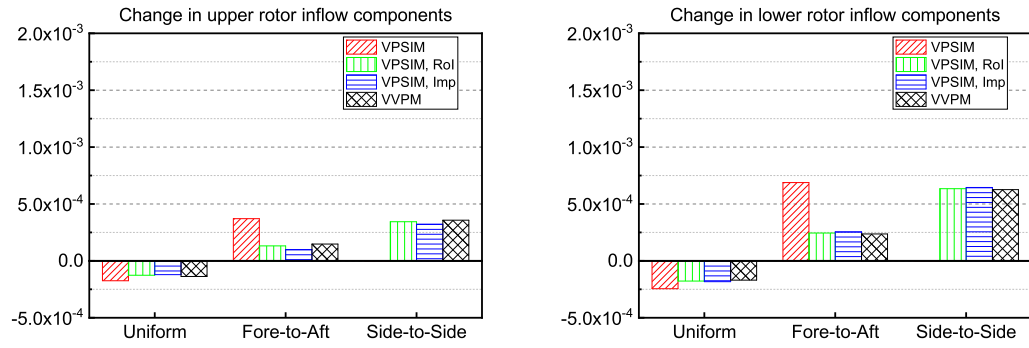 Change in upper rotor inflow components
2.0x10⁻³
1.5x10⁻³
1.0x10⁻³
5.0x10⁻⁴
0.0
-5.0x10⁻⁴
VPSIM
VPSIM, RoI
VPSIM, Imp
VVPM
Uniform
Fore-to-Aft
Side-to-Side
Change in lower rotor inflow components
2.0x10⁻³
1.5x10⁻³
1.0x10⁻³
5.0x10⁻⁴
0.0
-5.0x10⁻⁴
VPSIM
VPSIM, RoI
VPSIM, Imp
VVPM
Uniform
Fore-to-Aft
Side-to-Side